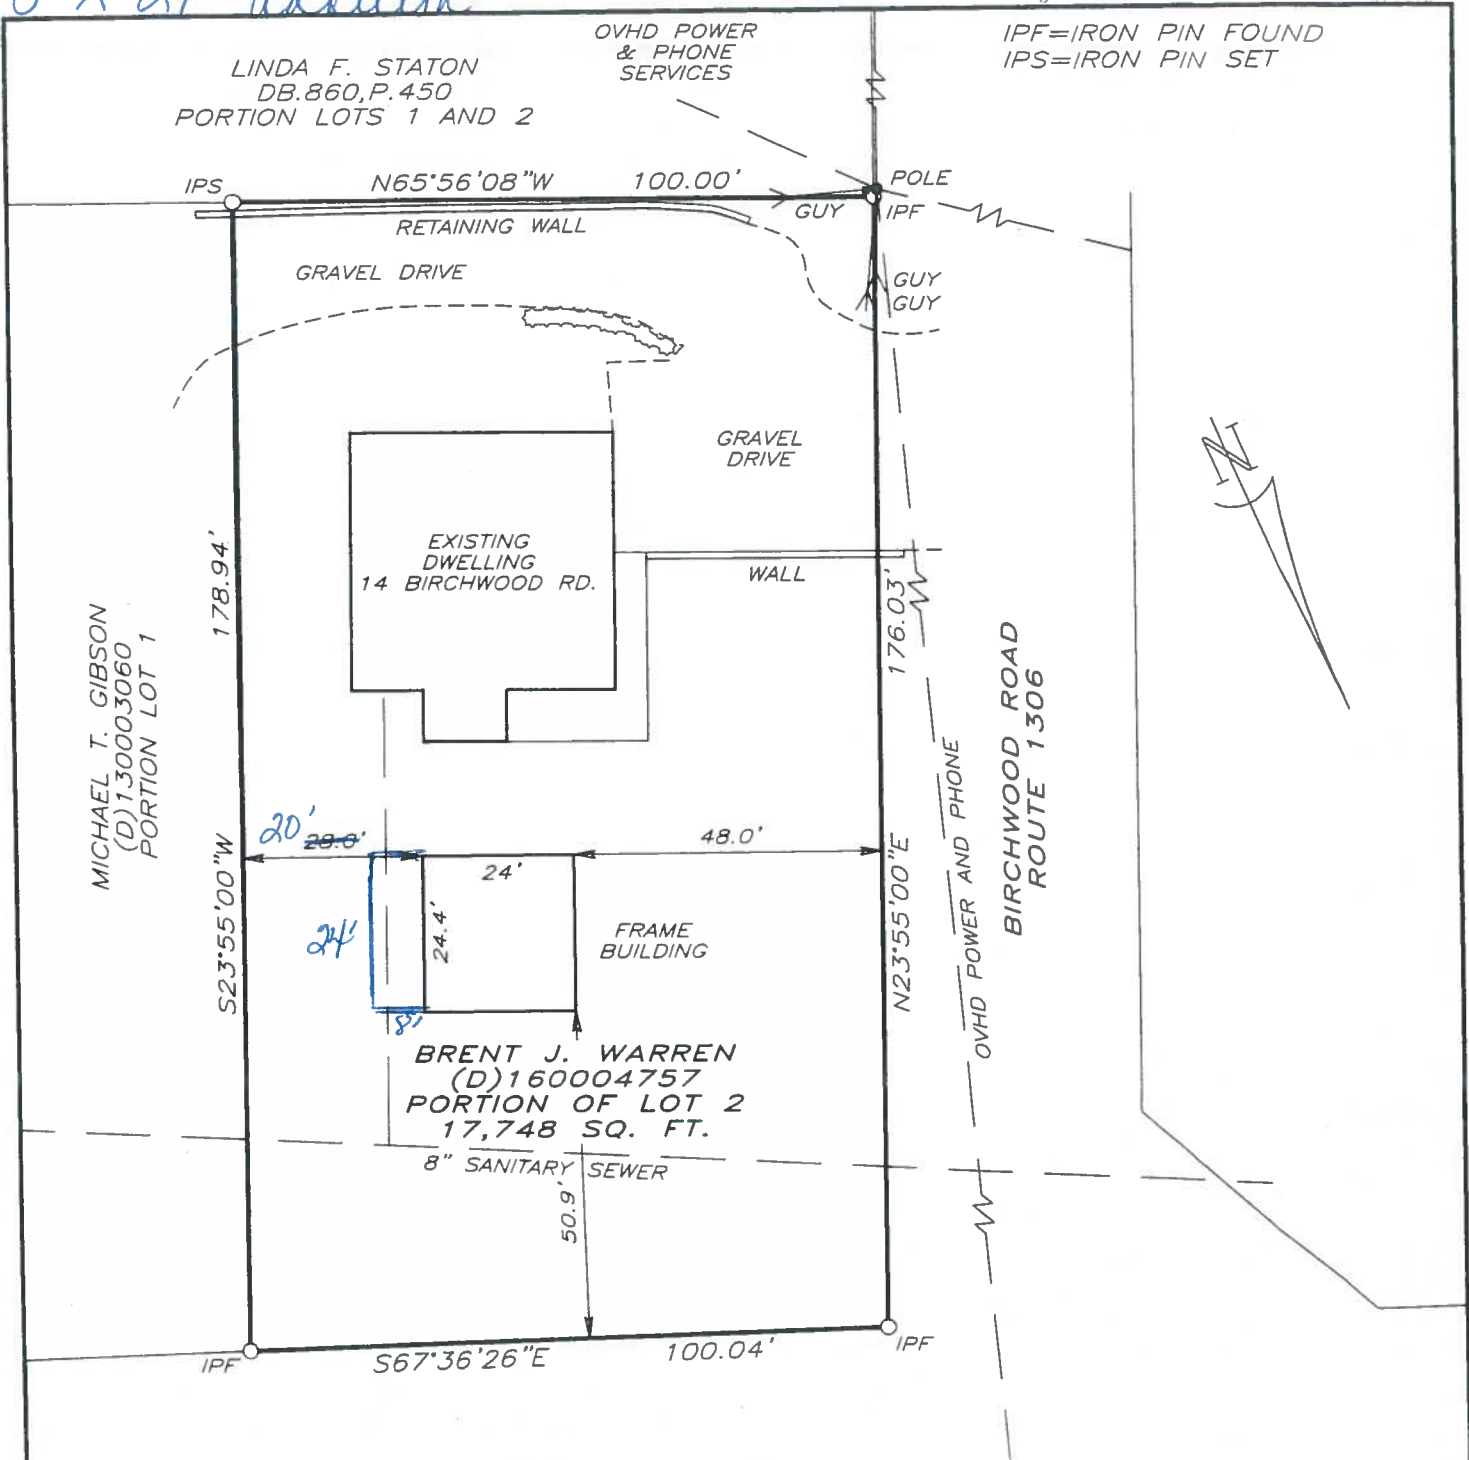 addition
LINDA F. STATON
DB.860,P.450
PORTION LOTS 1 AND 2
OVHD POWER
& PHONE
SERVICES
IPF=IRON PIN FOUND
IPS=IRON PIN SET
IPS
N65°56'08"W 100.00'
POLE
GUY
IPF
RETAINING WALL
GRAVEL DRIVE
GUY
GUY
GRAVEL
DRIVE
N
EXISTING
DWELLING
14 BIRCHWOOD RD.
WALL
178.94'
176.03'
MICHAEL T. GIBSON
(D)130003060
PORTION LOT 1
BIRCHWOOD ROAD
ROUTE 1306
OVHD POWER AND PHONE
20'
28.0'
48.0'
24'
24.4'
24'
8'
FRAME
BUILDING
S23°55'00"W
N23°55'00"E
BRENT J. WARREN
(D)160004757
PORTION OF LOT 2
17,748 SQ. FT.
8" SANITARY SEWER
50.9'
IPF
S67°36'26"E 100.04'
IPF